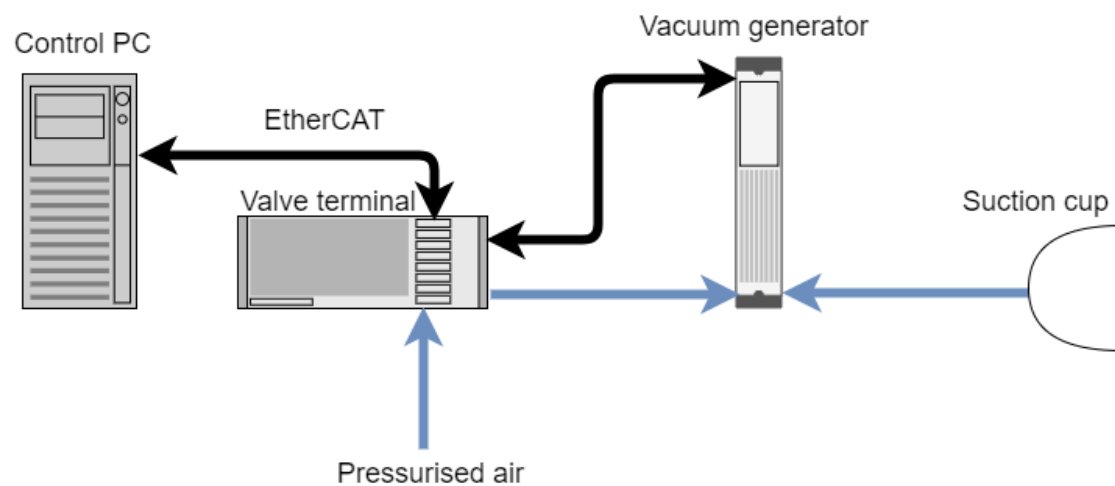 Vacuum generator
Control PC
EtherCAT
Valve terminal
Suction cup
Pressurised air